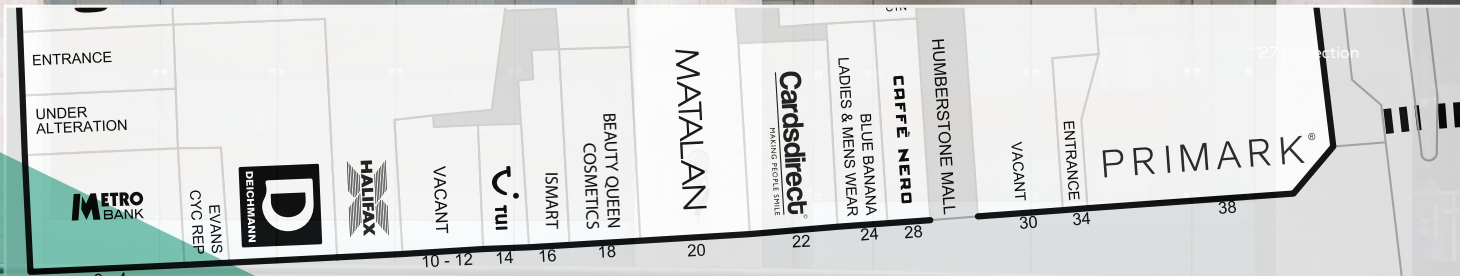 ENTRANCE
UNDER
ALTERATION
METRO
BANK
EVANS
CYC REP
DEICHMANN
HALIFAX
VACANT
TUI
ISMART
BEAUTY QUEEN
COSMETICS
MATALAN
Cardsdirect
MAKING PEOPLE SMILE
LADIES & MENS WEAR
BLUE BANANA
CAFFÈ NERO
HUMBERSTONE MALL
VACANT
ENTRANCE
PRIMARK®
10 - 12
14
16
18
20
22
24
28
30
34
38